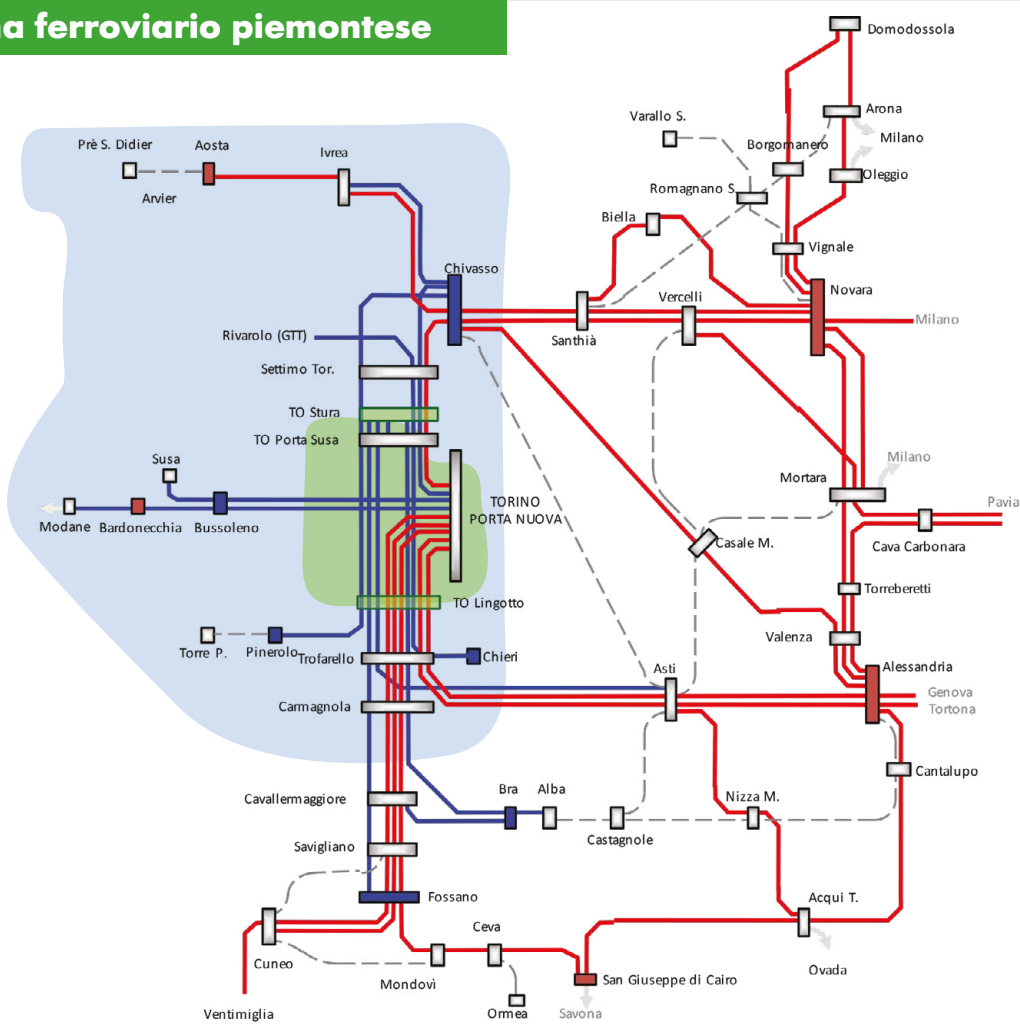 a ferroviario piemontese
Domodossola
Arona
Varallo S.
Milano
Borgomanero
Prè S. Didier
Aosta
Ivrea
Oleggio
Romagnano S.
Arvier
Biella
Vignale
Chivasso
Novara
Vercelli
Milano
Rivarolo (GTT)
Santhià
Settimo Tor.
TO Stura
TO Porta Susa
Susa
Milano
Mortara
TORINO
PORTA NUOVA
Pavia
Modane
Bardonecchia
Bussoleno
Casale M.
Cava Carbonara
Torreberetti
TO Lingotto
Valenza
Torre P.
Pinerolo
Trofarello
Chieri
Asti
Alessandria
Genova
Tortona
Carmagnola
Cantalupo
Cavallermaggiore
Bra
Alba
Nizza M.
Castagnole
Savigliano
Fossano
Acqui T.
Ceva
Cuneo
Ovada
Mondovì
San Giuseppe di Cairo
Ventimiglia
Ormea
Savona